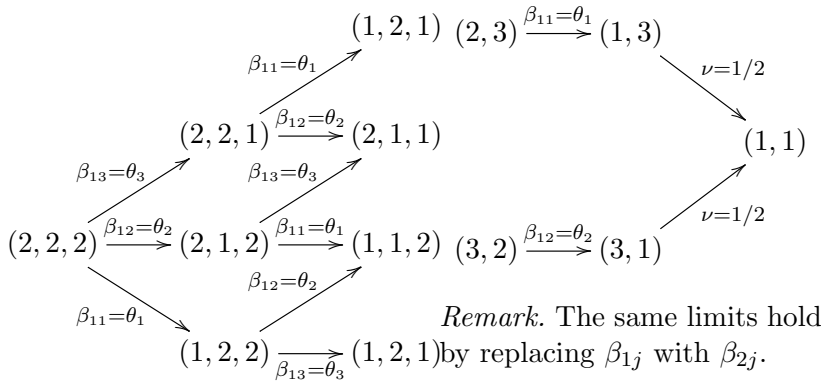 (1, 2, 1) (2, 3) β₁₁=θ₁ (1, 3)
β₁₁=θ₁ ν=1/2
(2, 2, 1) β₁₂=θ₂ (2, 1, 1)
(1, 1)
β₁₃=θ₃ β₁₃=θ₃
ν=1/2
(2, 2, 2) β₁₂=θ₂ (2, 1, 2) β₁₁=θ₁ (1, 1, 2) (3, 2) β₁₂=θ₂ (3, 1)
β₁₁=θ₁ β₁₂=θ₂
Remark. The same limits hold
(1, 2, 2) β₁₃=θ₃ (1, 2, 1)
by replacing β₁ⱼ with β₂ⱼ.